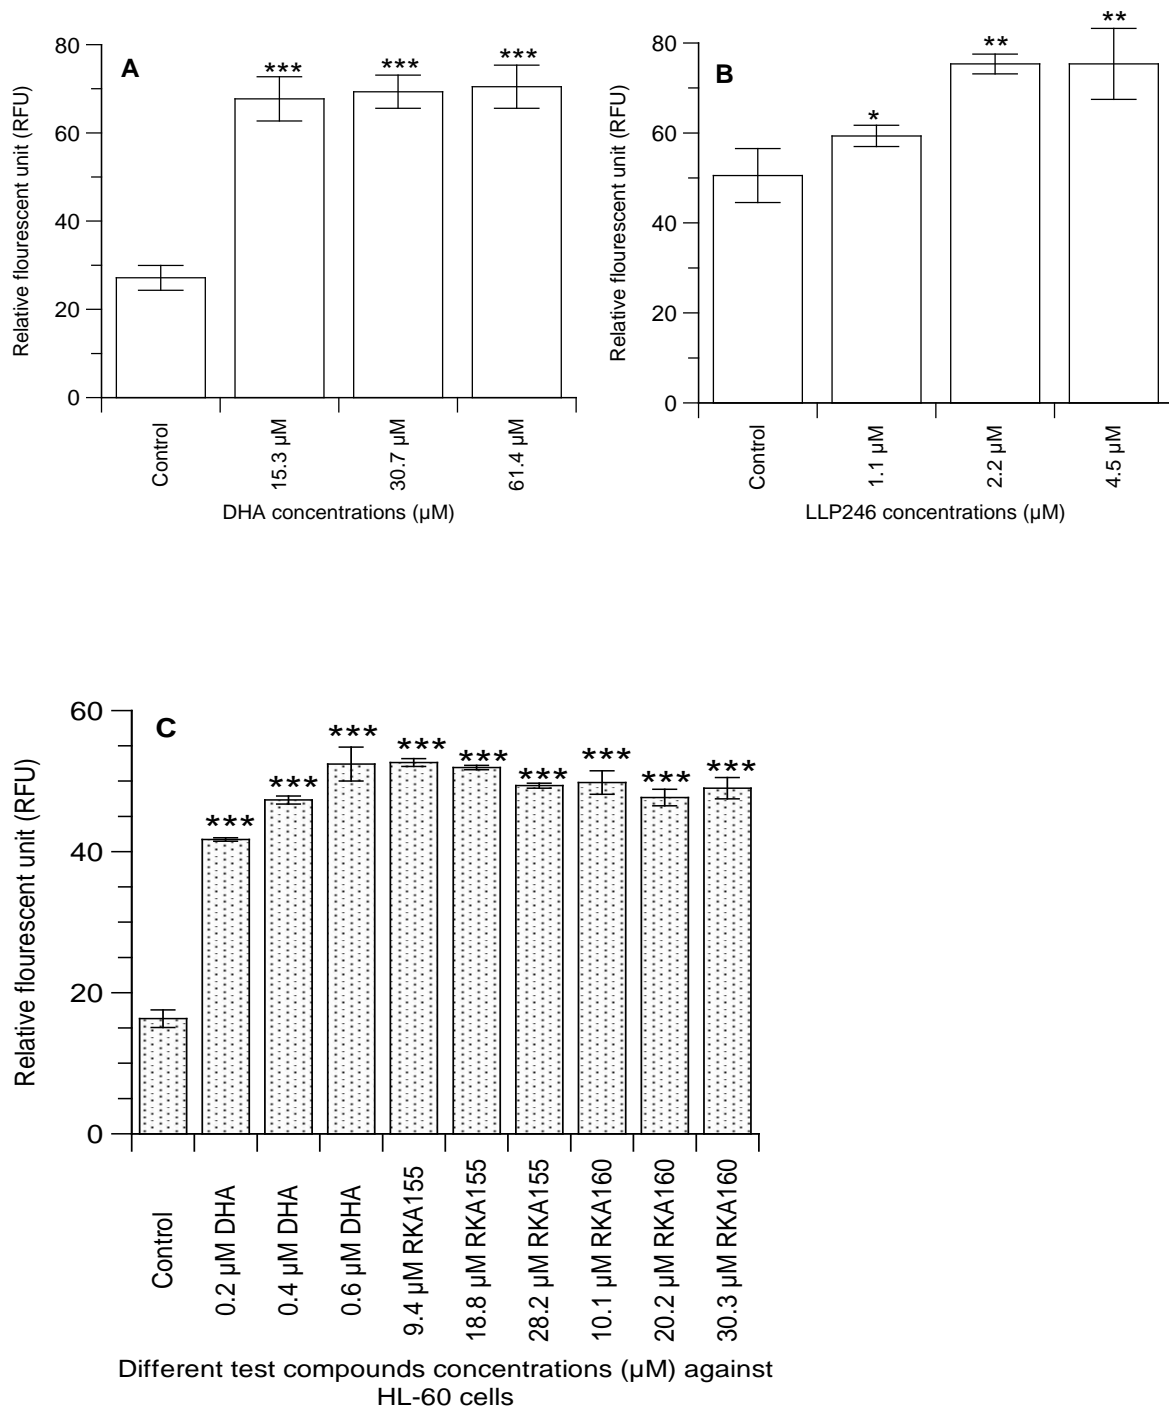 A
Relative flourescent unit (RFU)
80
60
40
20
0
***
***
***
Control
15.3 µM
30.7 µM
61.4 µM
DHA concentrations (µM)
B
Relative flourescent unit (RFU)
80
60
40
20
0
*
**
**
Control
1.1 µM
2.2 µM
4.5 µM
LLP246 concentrations (µM)
C
Relative flourescent unit (RFU)
60
40
20
0
***
***
***
***
***
***
***
***
***
Control
0.2 µM DHA
0.4 µM DHA
0.6 µM DHA
9.4 µM RKA155
18.8 µM RKA155
28.2 µM RKA155
10.1 µM RKA160
20.2 µM RKA160
30.3 µM RKA160
Different test compounds concentrations (µM) against
HL-60 cells